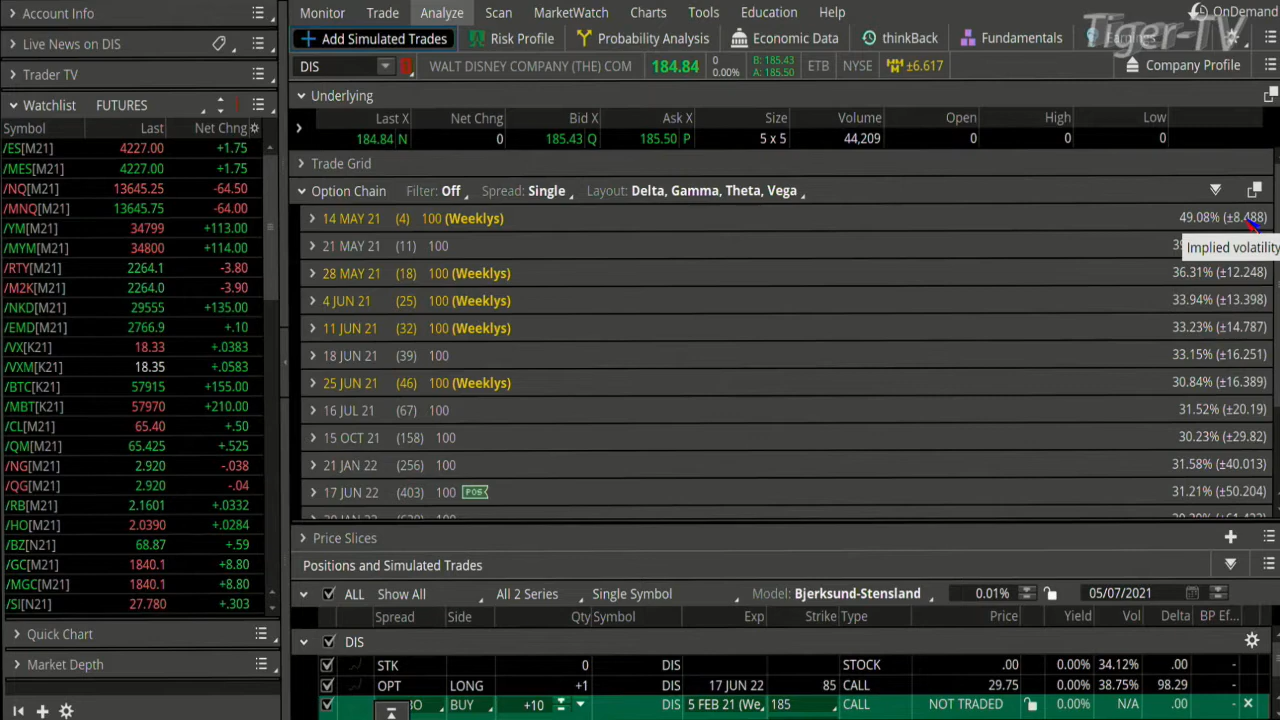 Account Info
Live News on DIS
Trader TV
Watchlist FUTURES
Symbol Last Net Chng
/ES[M21] 4227.00 +1.75
/MES[M21] 4227.00 +1.75
/NQ[M21] 13645.25 -64.50
/MNQ[M21] 13645.75 -64.00
/YM[M21] 34799 +113.00
/MYM[M21] 34800 +114.00
/RTY[M21] 2264.1 -3.80
/M2K[M21] 2264.0 -3.90
/NKD[M21] 29555 +135.00
/EMD[M21] 2766.9 +.10
/VX[K21] 18.33 +.0383
/VXM[K21] 18.35 +.0583
/BTC[K21] 57915 +155.00
/MBT[K21] 57970 +210.00
/CL[M21] 65.40 +.50
/QM[M21] 65.425 +.525
/NG[M21] 2.920 -.038
/QG[M21] 2.920 -.04
/RB[M21] 2.1601 +.0332
/HO[M21] 2.0390 +.0284
/BZ[N21] 68.87 +.59
/GC[M21] 1840.1 +8.80
/MGC[M21] 1840.1 +8.80
/SI[N21] 27.780 +.303
Quick Chart
Market Depth
Monitor Trade Analyze Scan MarketWatch Charts Tools Education Help OnDemand
Tiger-TV
Add Simulated Trades Risk Profile Probability Analysis Economic Data thinkBack Fundamentals
DIS WALT DISNEY COMPANY (THE) COM 184.84 0 0.00% B: 185.43 A: 185.50 ETB NYSE ±6.617 Company Profile
Underlying
Last X Net Chng Bid X Ask X Size Volume Open High Low
184.84 N 0 185.43 Q 185.50 P 5 x 5 44,209 0 0 0
Trade Grid
Option Chain Filter: Off Spread: Single Layout: Delta, Gamma, Theta, Vega
14 MAY 21 (4) 100 (Weeklys) 49.08% (±8.488)
21 MAY 21 (11) 100
Implied volatility
28 MAY 21 (18) 100 (Weeklys) 36.31% (±12.248)
4 JUN 21 (25) 100 (Weeklys) 33.94% (±13.398)
11 JUN 21 (32) 100 (Weeklys) 33.23% (±14.787)
18 JUN 21 (39) 100 33.15% (±16.251)
25 JUN 21 (46) 100 (Weeklys) 30.84% (±16.389)
16 JUL 21 (67) 100 31.52% (±20.19)
15 OCT 21 (158) 100 30.23% (±29.82)
21 JAN 22 (256) 100 31.58% (±40.013)
17 JUN 22 (403) 100 POS 31.21% (±50.204)
Price Slices
Positions and Simulated Trades
ALL Show All All 2 Series Single Symbol Model: Bjerksund-Stensland 0.01% 05/07/2021
Spread Side Qty Symbol Exp Strike Type Price Yield Vol Delta BP Ef...
DIS
STK 0 DIS STOCK .00 0.00% 34.12% .00 -
OPT LONG +1 DIS 17 JUN 22 85 CALL 29.75 0.00% 38.75% 98.29 -
BUY +10 DIS 5 FEB 21 (We 185 CALL NOT TRADED 0.00% N/A .00 -